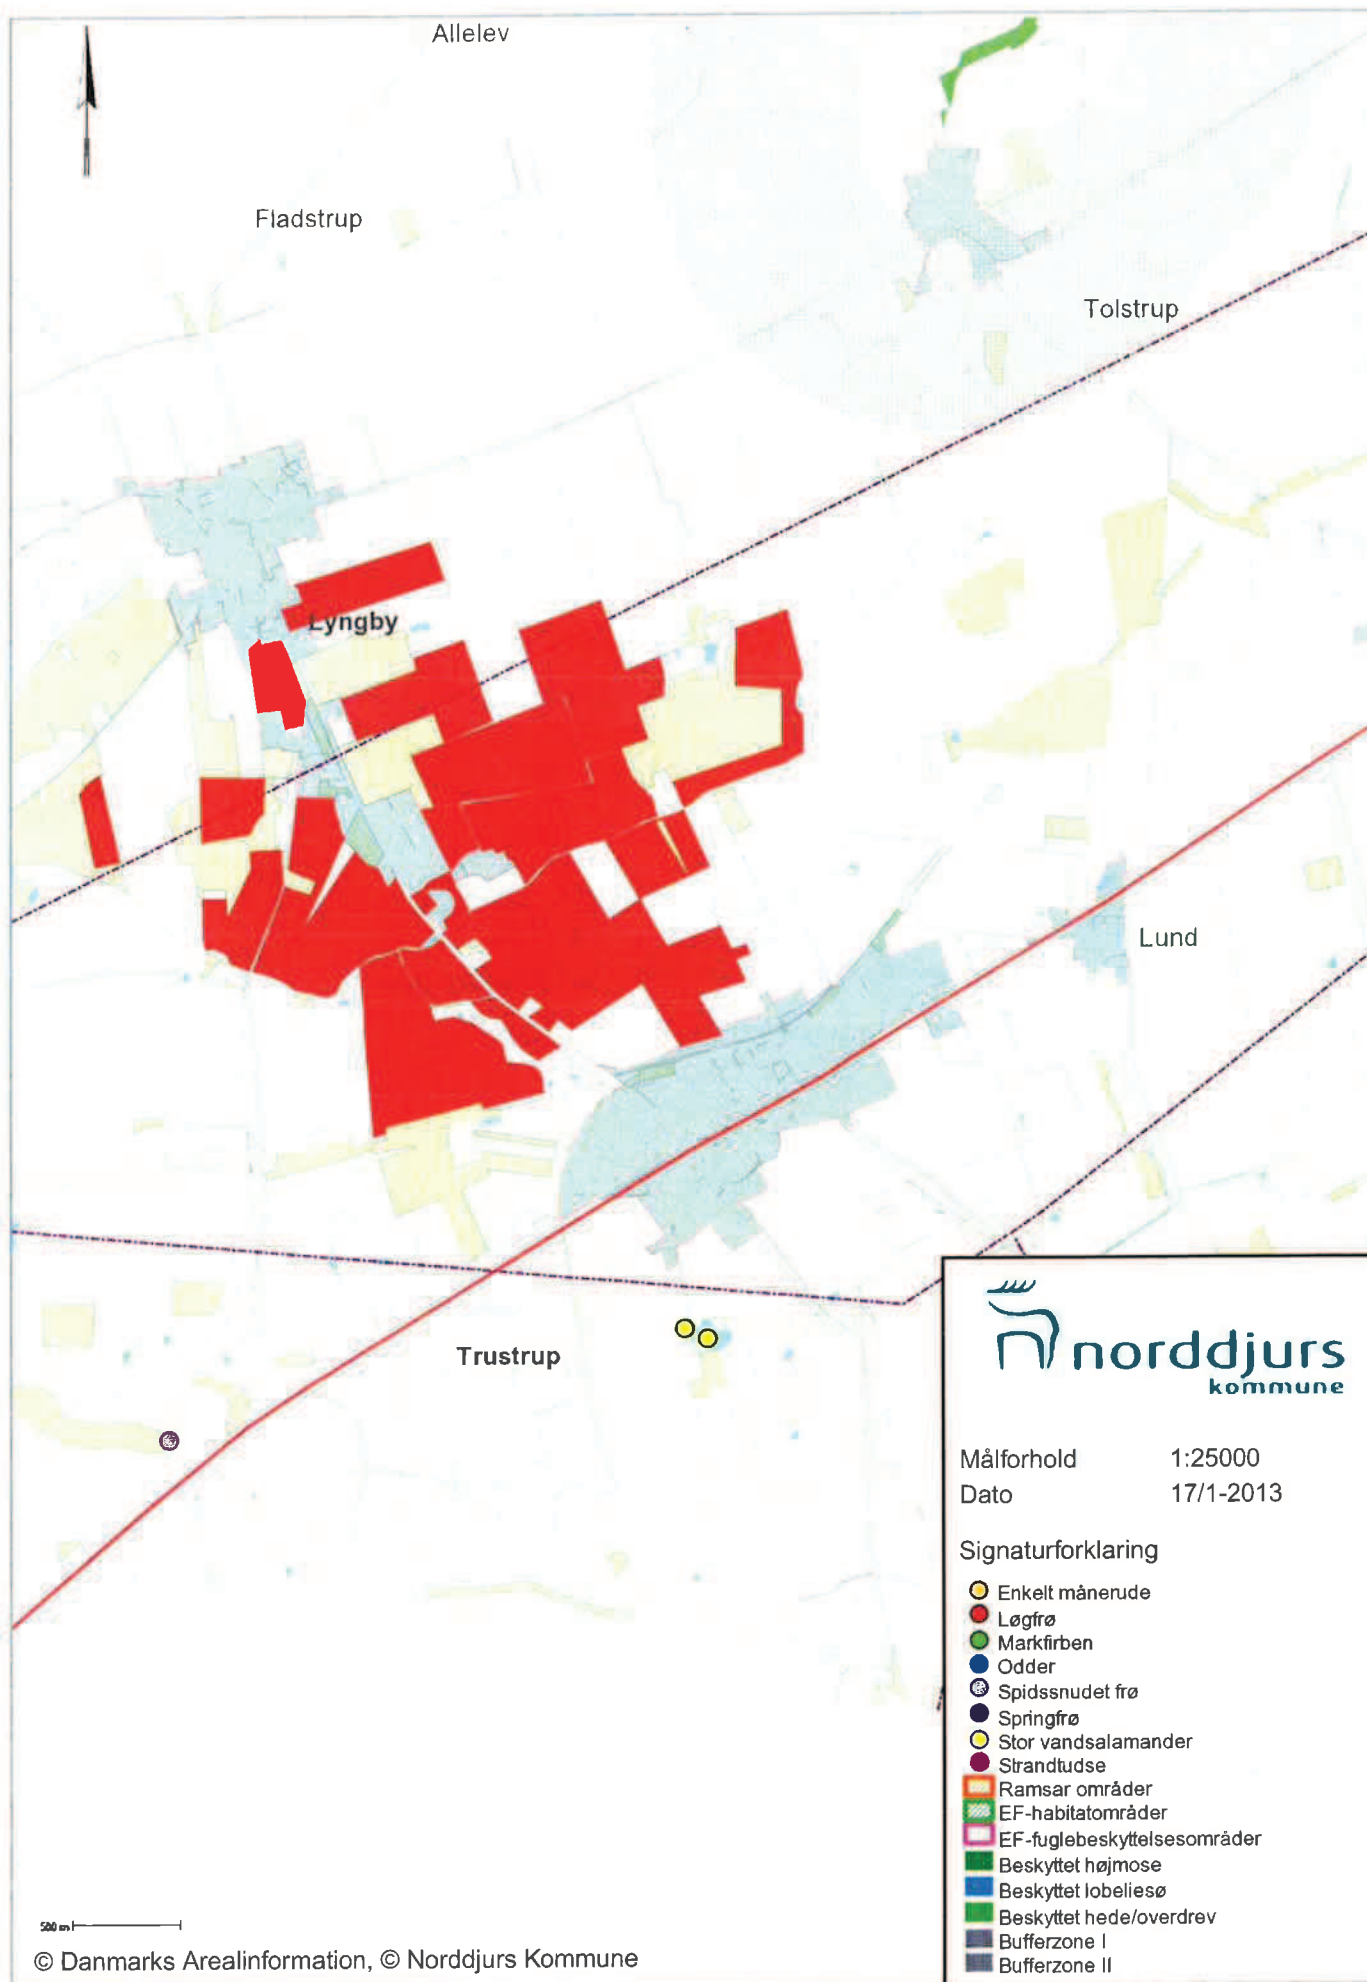 Allelev
Fladstrup
Tolstrup
Lyngby
Lund
Trustrup
norddjurs
kommune
Målforhold 1:25000
Dato 17/1-2013
Signaturforklaring
Enkelt månerude
Løgfrø
Markfirben
Odder
Spidssnudet frø
Springfrø
Stor vandsalamander
Strandtudse
Ramsar områder
EF-habitatområder
EF-fuglebeskyttelsesområder
Beskyttet højmose
Beskyttet lobeliesø
Beskyttet hede/overdrev
Bufferzone I
Bufferzone II
500 m
© Danmarks Arealinformation, © Norddjurs Kommune